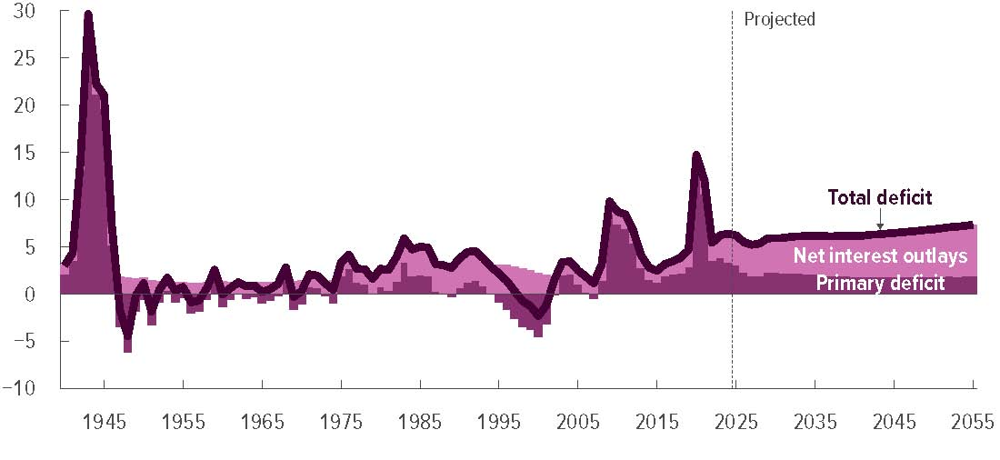 30
Projected
25
20
15
10
Total deficit
5
Net interest outlays
Primary deficit
0
−5
−10
1945 1955 1965 1975 1985 1995 2005 2015 2025 2035 2045 2055